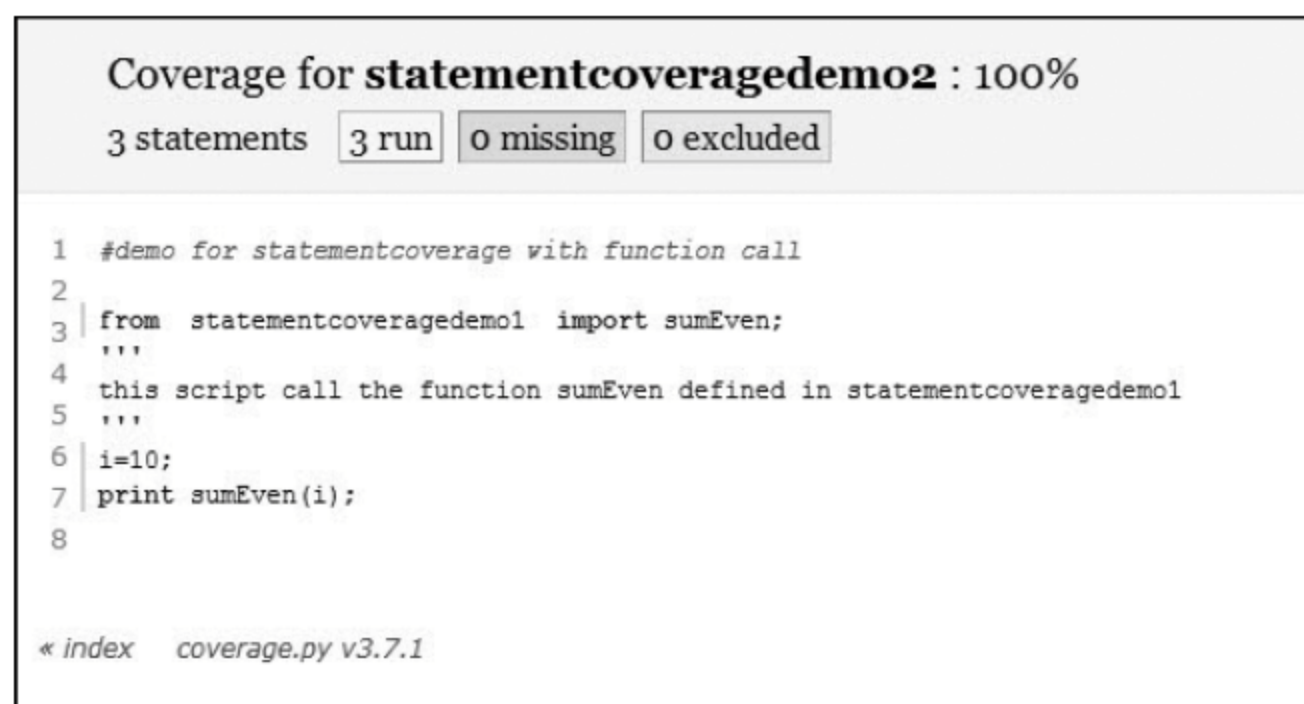 Coverage for statementcoveragedemo2 : 100%
3 statements 3 run 0 missing 0 excluded
1 #demo for statementcoverage with function call
2
3 from statementcoveragedemo1 import sumEven;
'''
4
this script call the function sumEven defined in statementcoveragedemo1
5 '''
6 i=10;
7 print sumEven(i);
8
« index coverage.py v3.7.1